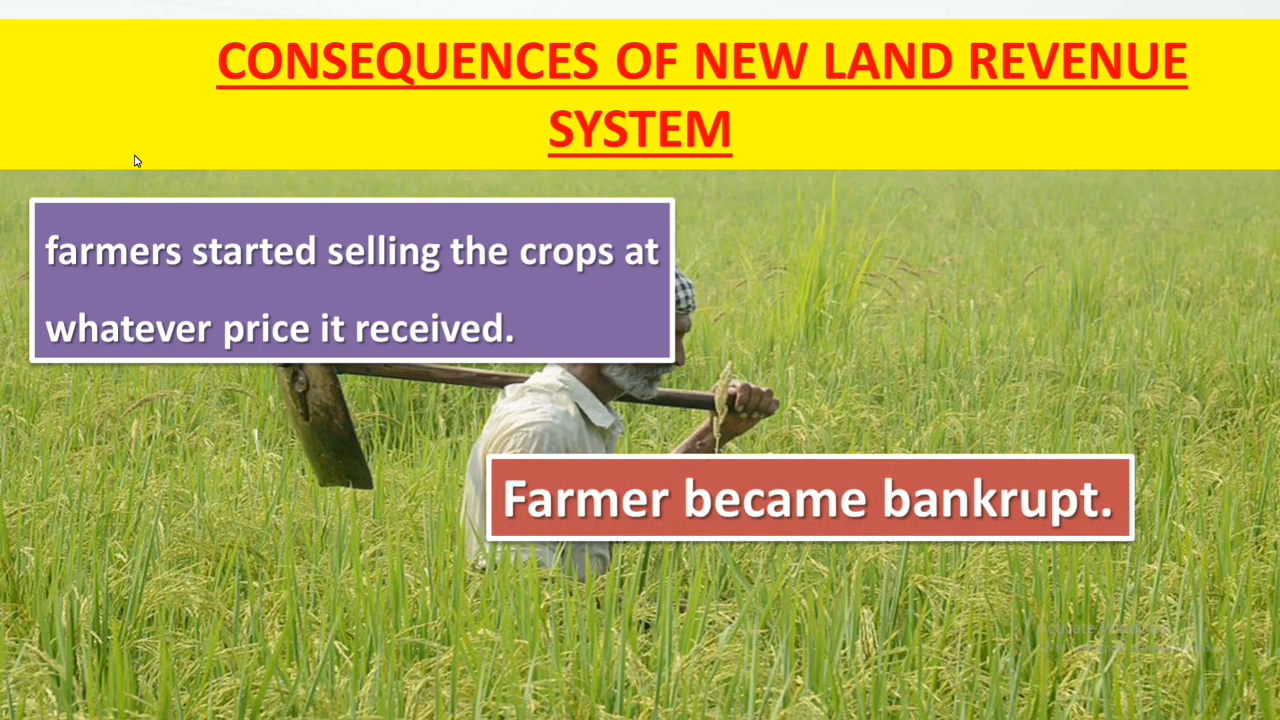 CONSEQUENCES OF NEW LAND REVENUE
SYSTEM
farmers started selling the crops at
whatever price it received.
Farmer became bankrupt.